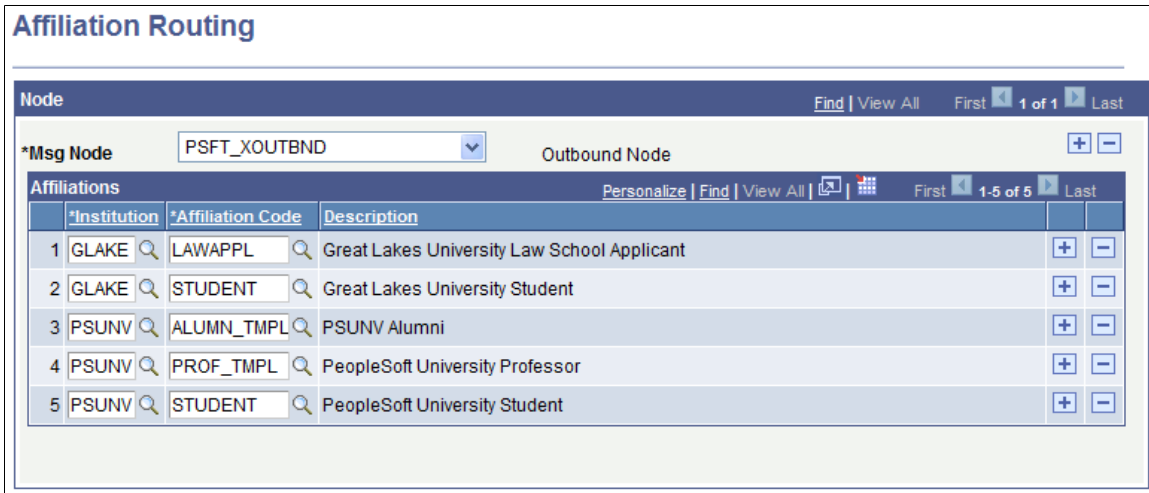 Affiliation Routing
Node Find | View All First 1 of 1 Last
*Msg Node PSFT_XOUTBND Outbound Node
Affiliations Personalize | Find | View All | | First 1-5 of 5 Last
*Institution *Affiliation Code Description
1 GLAKE LAWAPPL Great Lakes University Law School Applicant
2 GLAKE STUDENT Great Lakes University Student
3 PSUNV ALUMN_TMPL PSUNV Alumni
4 PSUNV PROF_TMPL PeopleSoft University Professor
5 PSUNV STUDENT PeopleSoft University Student